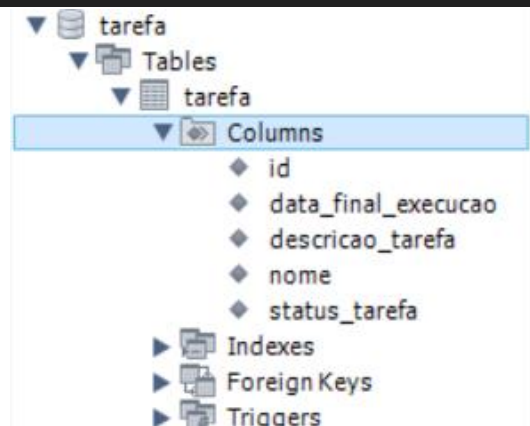 tarefa
Tables
tarefa
Columns
id
data_final_execucao
descricao_tarefa
nome
status_tarefa
Indexes
Foreign Keys
Triggers